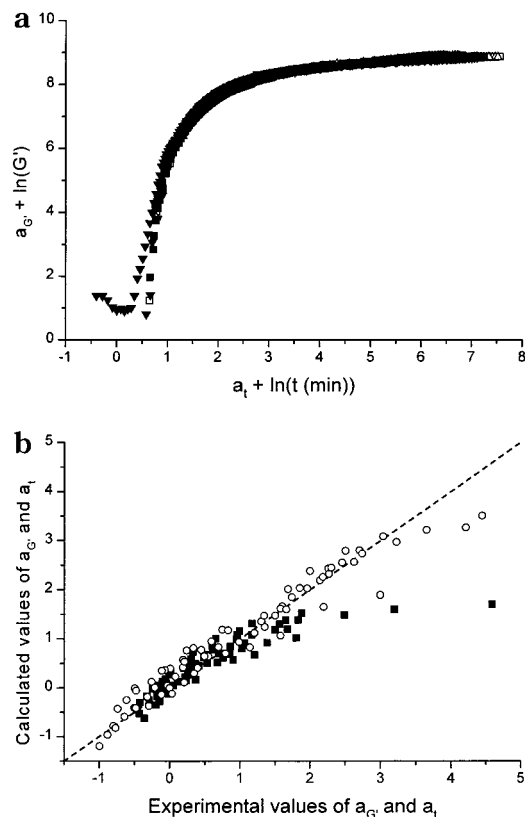 a
10
8
6
4
2
0
a_G' + ln(G')
-1 0 1 2 3 4 5 6 7 8
a_t + ln(t (min))
b
5
4
3
2
1
0
-1
Calculated values of a_G' and a_t
-1 0 1 2 3 4 5
Experimental values of a_G' and a_t